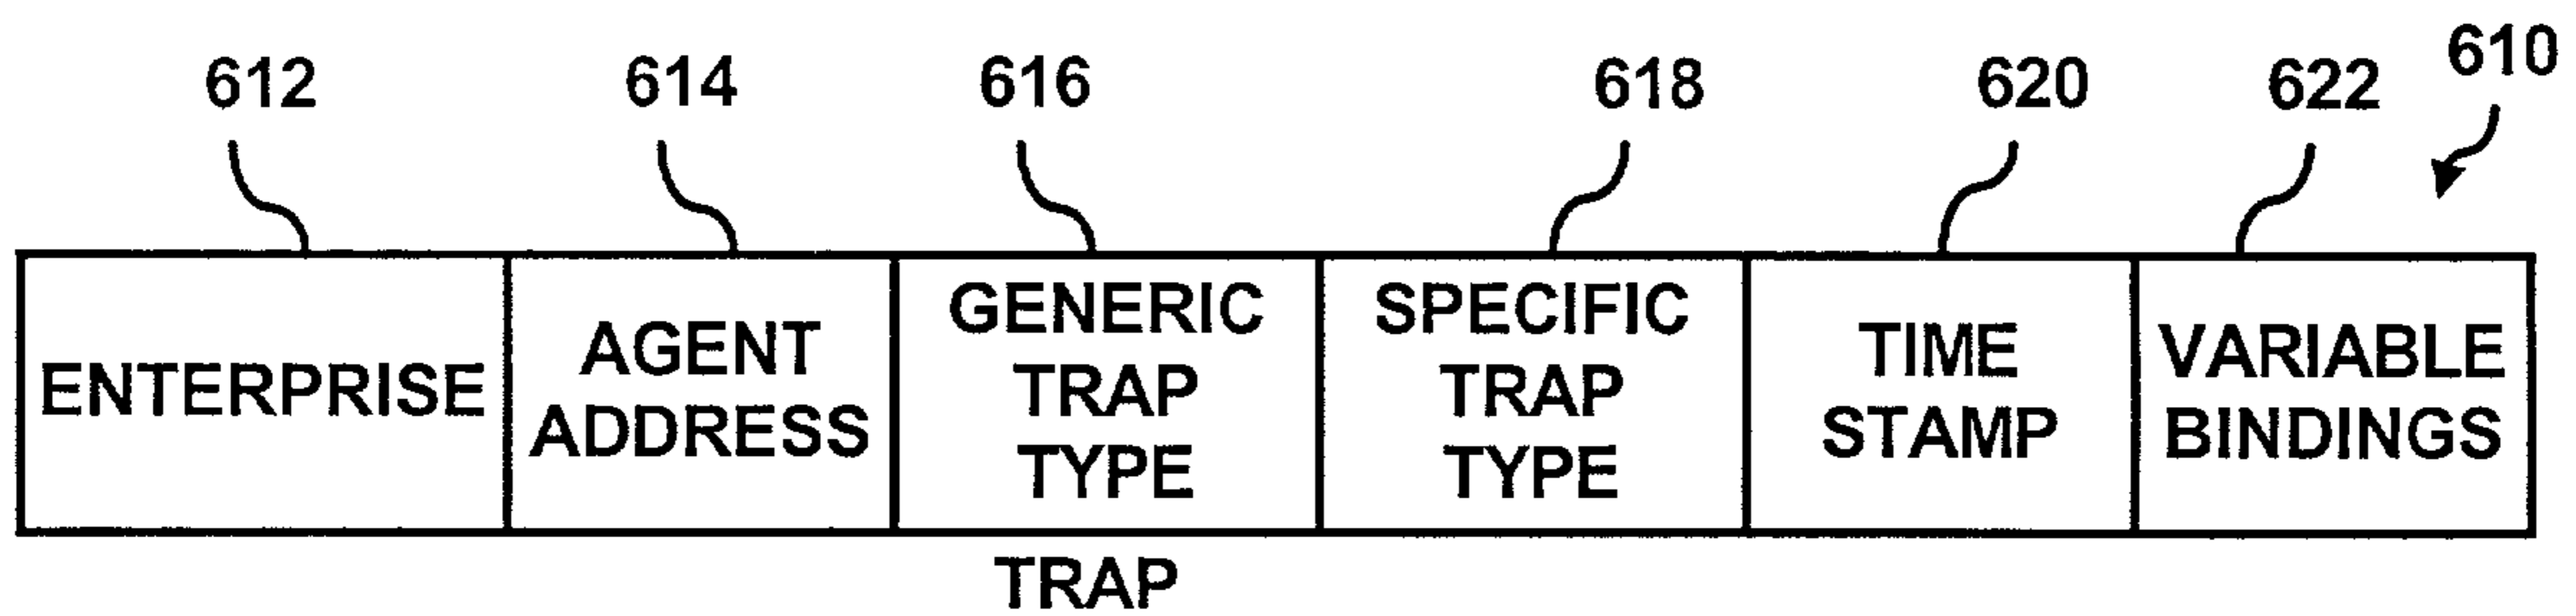 610
612 614 616 618 620 622
ENTERPRISE
AGENT
ADDRESS
GENERIC
TRAP
TYPE
SPECIFIC
TRAP
TYPE
TIME
STAMP
VARIABLE
BINDINGS
TRAP